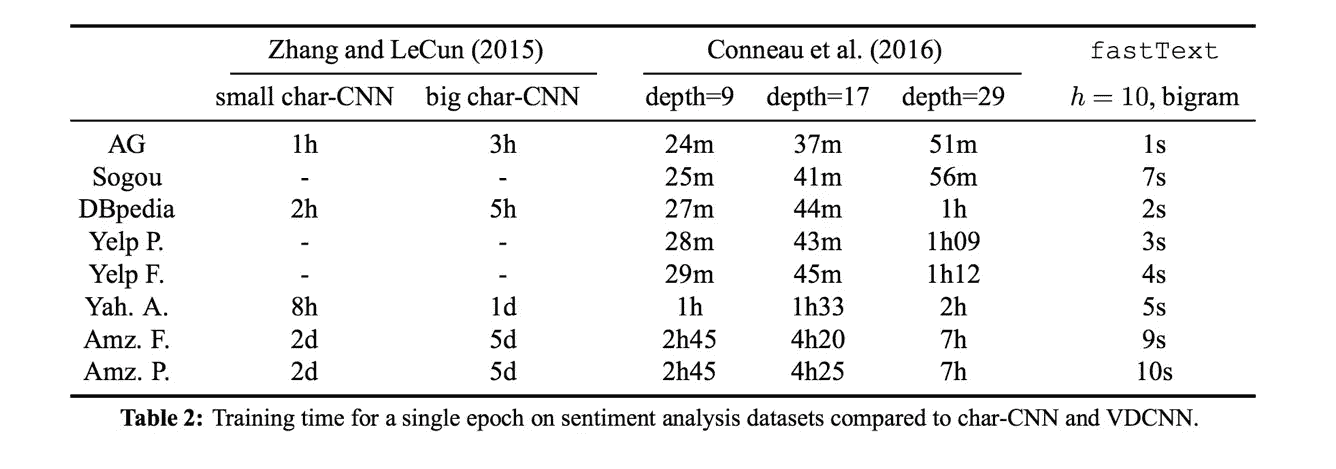 Zhang and LeCun (2015) Conneau et al. (2016) fastText
small char-CNN big char-CNN depth=9 depth=17 depth=29 h = 10, bigram
AG 1h 3h 24m 37m 51m 1s
Sogou - - 25m 41m 56m 7s
DBpedia 2h 5h 27m 44m 1h 2s
Yelp P. - - 28m 43m 1h09 3s
Yelp F. - - 29m 45m 1h12 4s
Yah. A. 8h 1d 1h 1h33 2h 5s
Amz. F. 2d 5d 2h45 4h20 7h 9s
Amz. P. 2d 5d 2h45 4h25 7h 10s
Table 2: Training time for a single epoch on sentiment analysis datasets compared to char-CNN and VDCNN.